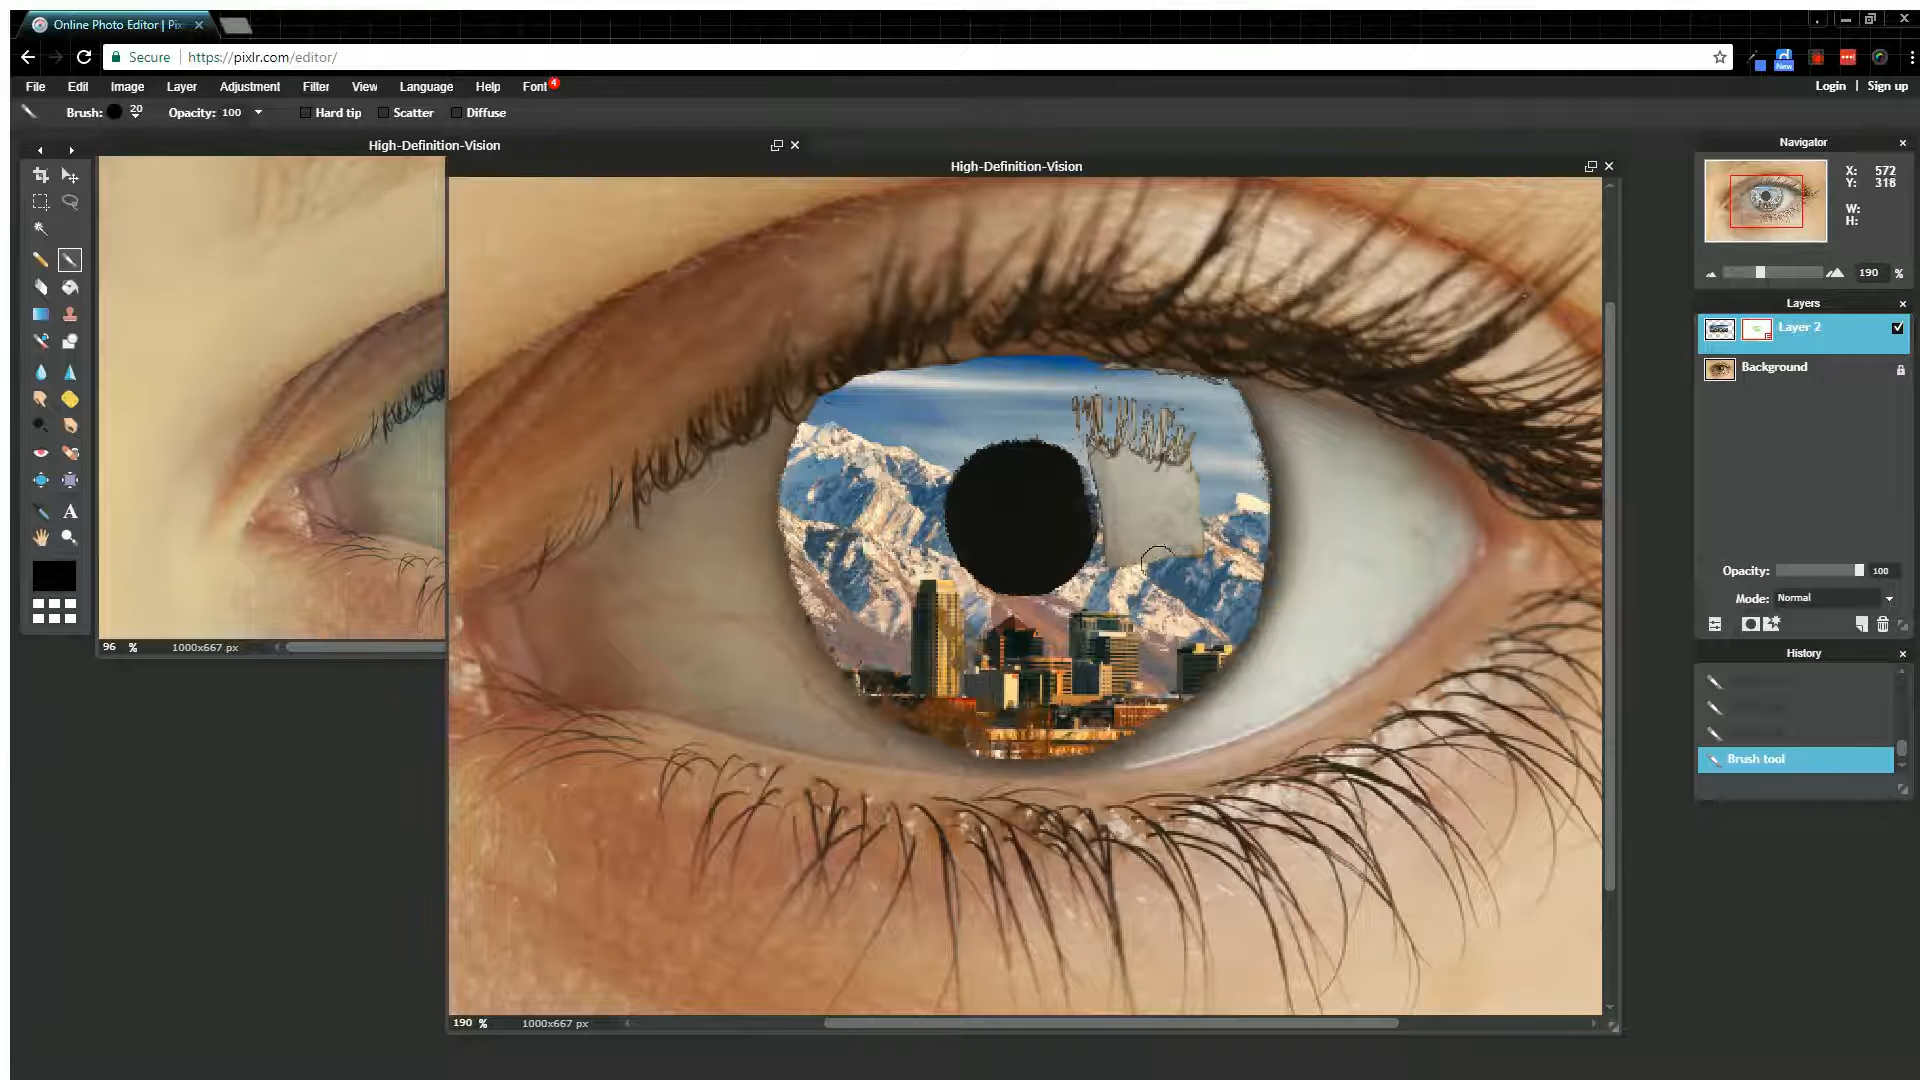 Online Photo Editor | Pix
Secure https://pixlr.com/editor/
New
File Edit Image Layer Adjustment Filter View Language Help Font 4
Login | Sign up
Brush: 20 Opacity: 100 Hard tip Scatter Diffuse
High-Definition-Vision
High-Definition-Vision
Navigator
X: 572
Y: 318
W:
H:
190 %
Layers
Layer 2
Background
Opacity: 100
Mode: Normal
History
Brush tool
A
96 % 1000x667 px
190 % 1000x667 px